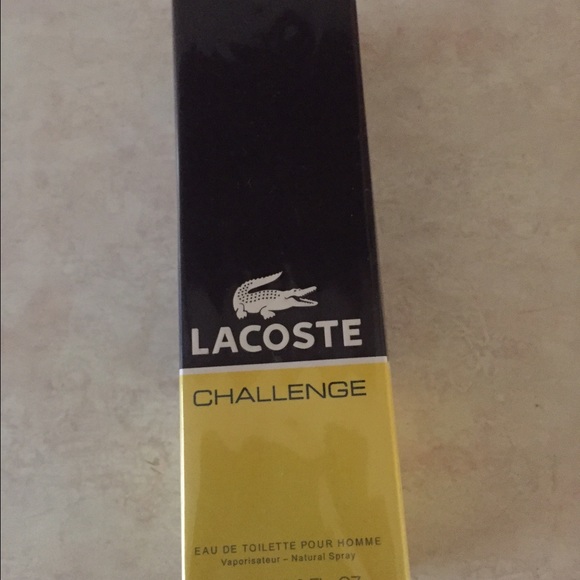 LACOSTE
CHALLENGE
EAU DE TOILETTE POUR HOMME
Vaporisateur – Natural Spray